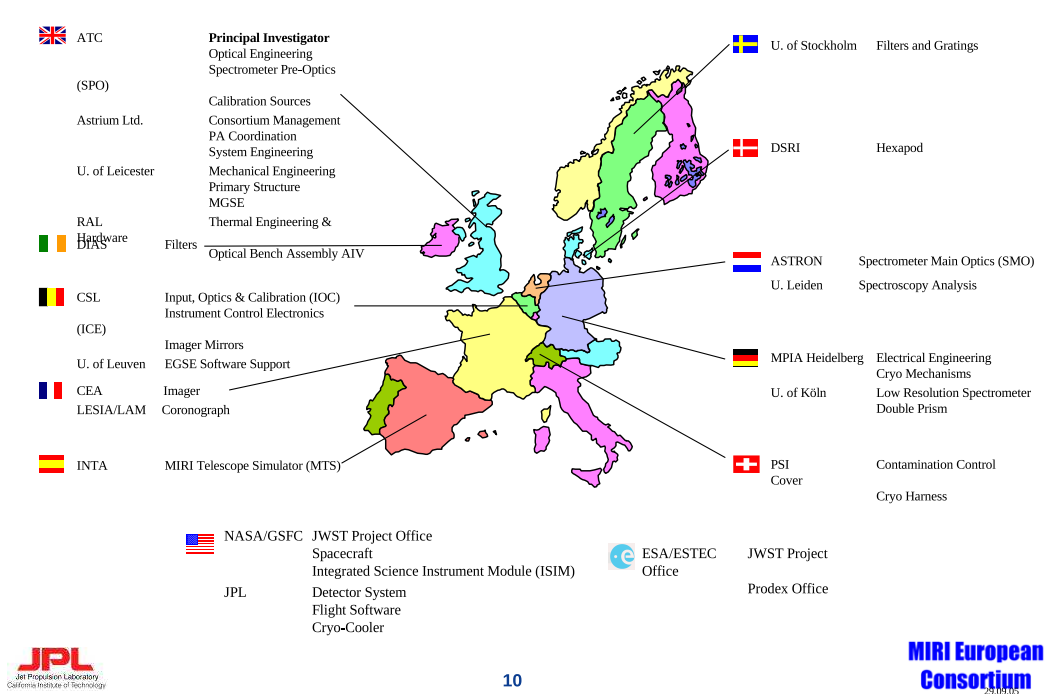 ATC Principal Investigator
Optical Engineering
Spectrometer Pre-Optics
(SPO)
Calibration Sources
Astrium Ltd. Consortium Management
PA Coordination
System Engineering
U. of Leicester Mechanical Engineering
Primary Structure
MGSE
RAL Thermal Engineering &
Hardware
DIAS Filters
Optical Bench Assembly AIV
CSL Input, Optics & Calibration (IOC)
Instrument Control Electronics
(ICE)
Imager Mirrors
U. of Leuven EGSE Software Support
CEA Imager
LESIA/LAM Coronograph
INTA MIRI Telescope Simulator (MTS)
U. of Stockholm Filters and Gratings
DSRI Hexapod
ASTRON Spectrometer Main Optics (SMO)
U. Leiden Spectroscopy Analysis
MPIA Heidelberg Electrical Engineering
Cryo Mechanisms
U. of Köln Low Resolution Spectrometer
Double Prism
PSI Contamination Control
Cover
Cryo Harness
NASA/GSFC JWST Project Office
Spacecraft
Integrated Science Instrument Module (ISIM)
JPL Detector System
Flight Software
Cryo-Cooler
e
ESA/ESTEC JWST Project
Office
Prodex Office
JPL
Jet Propulsion Laboratory
California Institute of Technology
10
MIRI European
Consortium
29.09.05